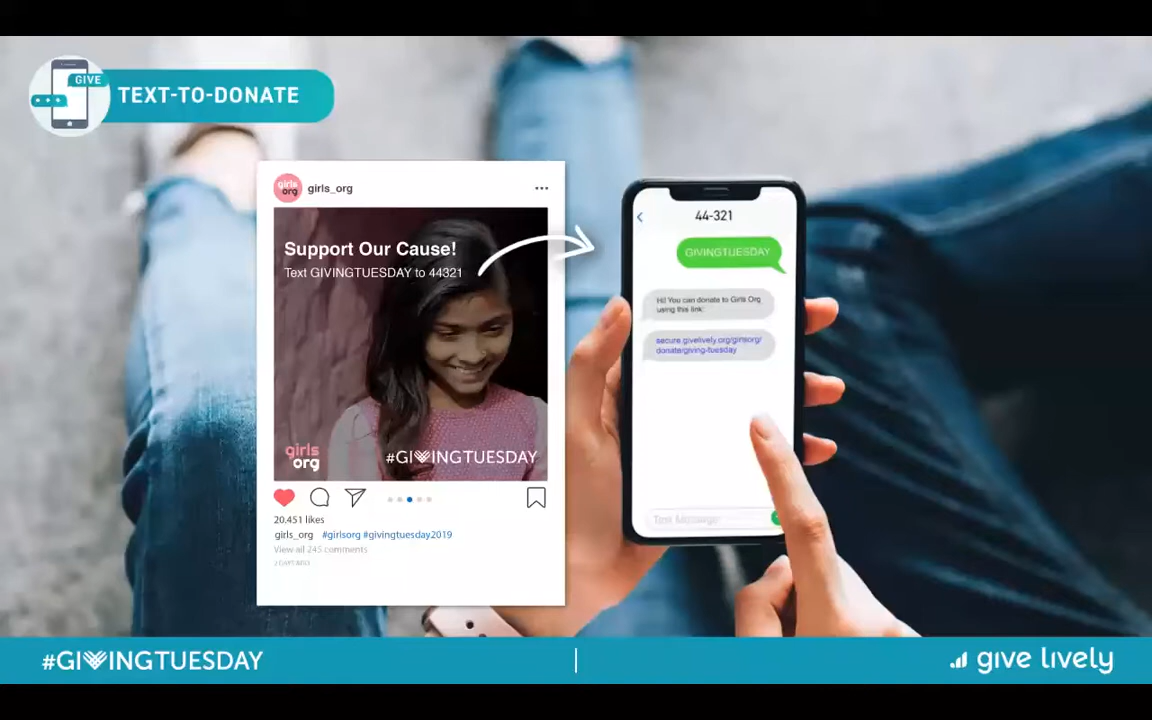 GIVE
TEXT-TO-DONATE
girls org
girls_org
Support Our Cause!
Text GIVINGTUESDAY to 44321
girls
org
#GIVINGTUESDAY
20.451 likes
girls_org #girlsorg #givingtuesday2019
View all 245 comments
44-321
GIVINGTUESDAY
Hi! You can donate to Girls Org
using this link:
secure.givelively.org/girlsorg/
donate/giving-tuesday
Text Message
#GIVINGTUESDAY
give lively